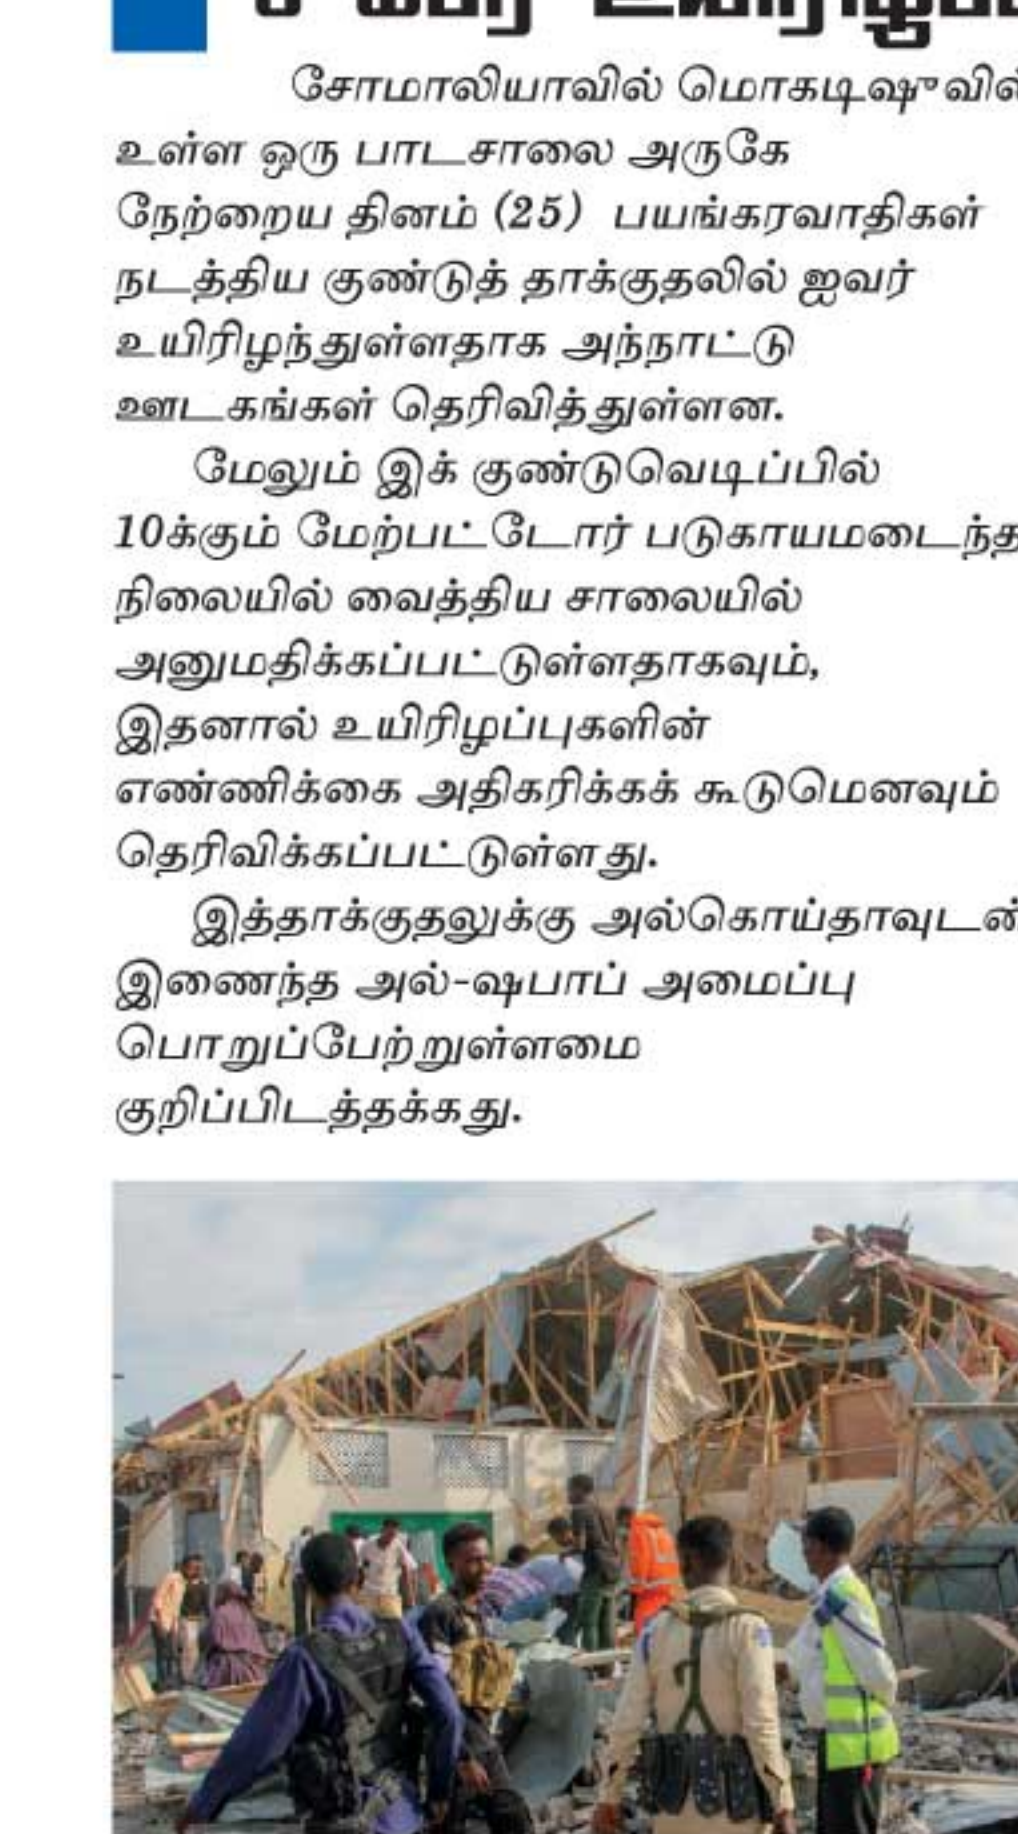 சோமாலியாவில் மொகடிஷுவில்
உள்ள ஒரு பாடசாலை அருகே
நேற்றைய தினம் (25) பயங்கரவாதிகள்
நடத்திய குண்டுத் தாக்குதலில் ஐவர்
உயிரிழந்துள்ளதாக அந்நாட்டு
ஊடகங்கள் தெரிவித்துள்ளன.
மேலும் இக் குண்டுவெடிப்பில்
10க்கும் மேற்பட்டோர் படுகாயமடைந்த
நிலையில் வைத்திய சாலையில்
அனுமதிக்கப்பட்டுள்ளதாகவும்,
இதனால் உயிரிழப்புகளின்
எண்ணிக்கை அதிகரிக்கக் கூடுமெனவும்
தெரிவிக்கப்பட்டுள்ளது.
இத்தாக்குதலுக்கு அல்கொய்தாவுடன்
இணைந்த அல்-ஷபாப் அமைப்பு
பொறுப்பேற்றுள்ளமை
குறிப்பிடத்தக்கது.